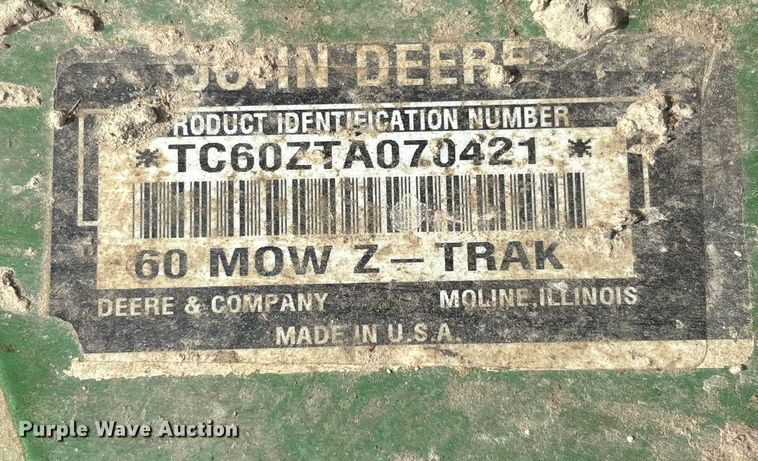 JOHN DEERE
PRODUCT IDENTIFICATION NUMBER
*TC60ZTA070421*
60 MOW Z-TRAK
DEERE & COMPANY MOLINE, ILLINOIS
MADE IN U.S.A.
Purple Wave Auction